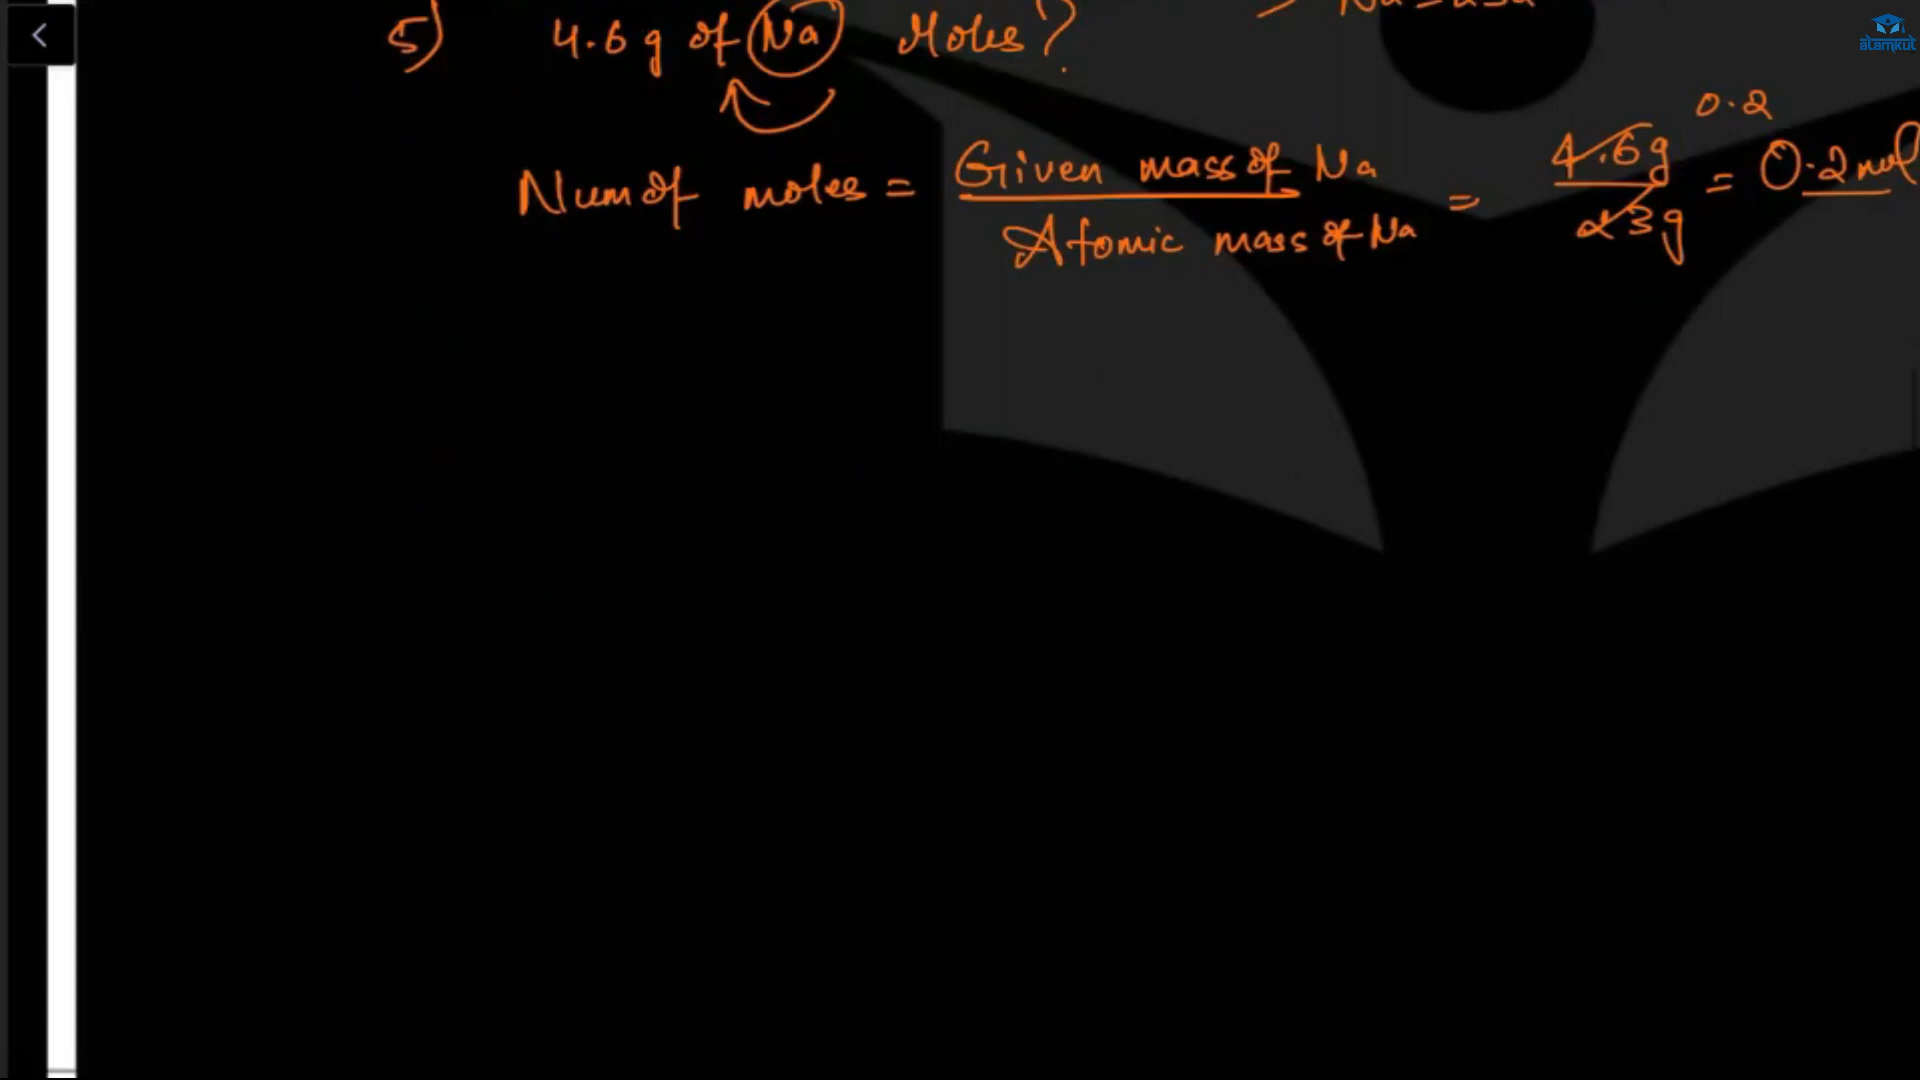 5) 4.6 g of Na Moles?
0.2
Num of moles = Given mass of Na / Atomic mass of Na = 4.6g / 23g = 0.2 mol
alamkut